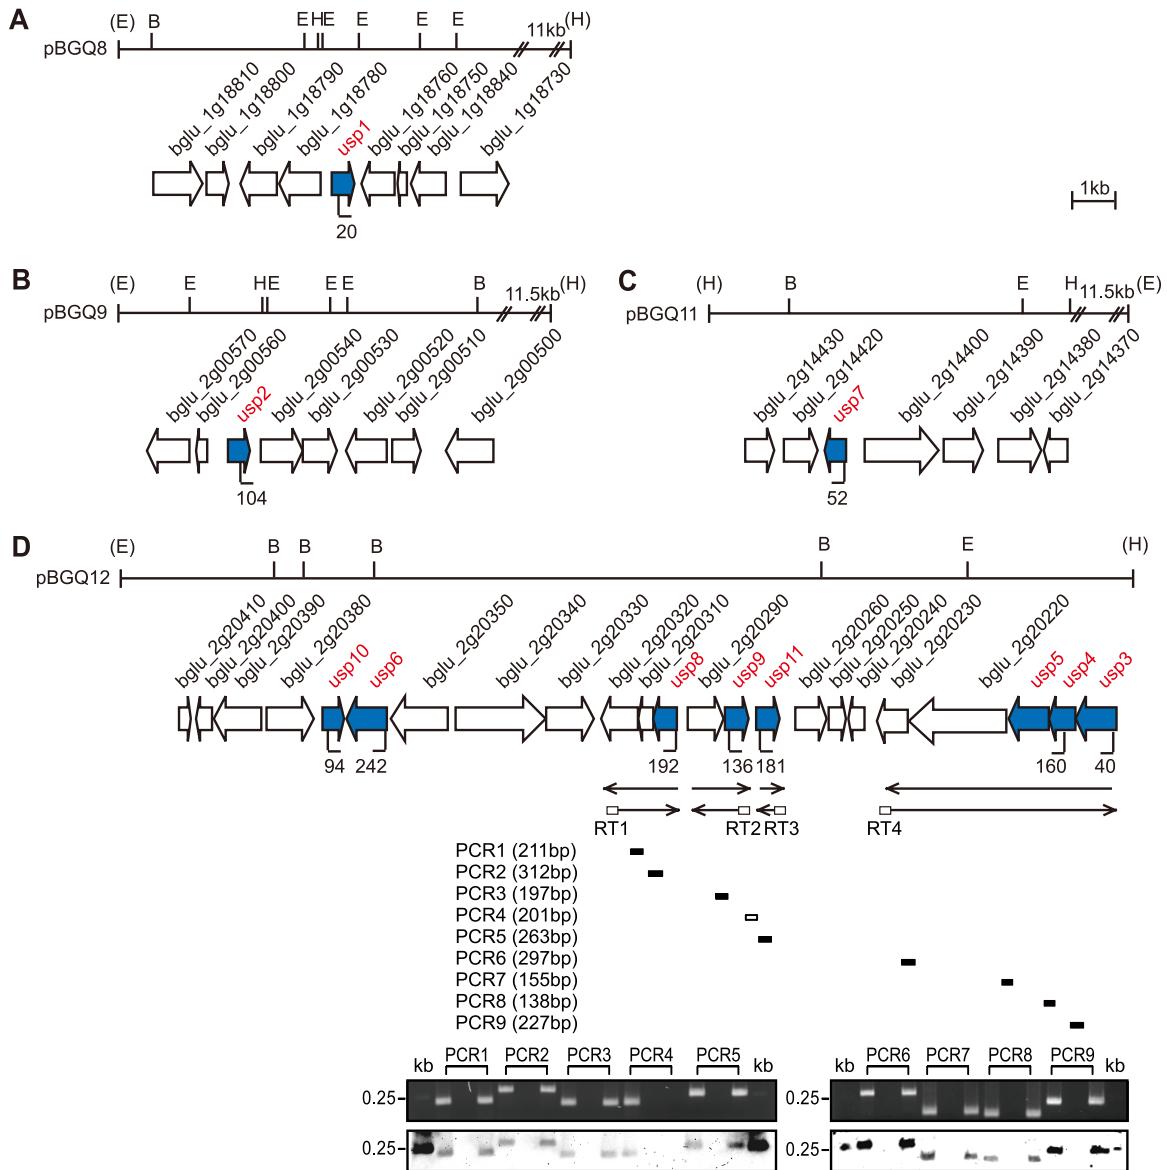 A
(E) B E H E E E E 11kb (H)
pBGQ8
bglu_1g18810
bglu_1g18800
bglu_1g18790
bglu_1g18780
usp1
bglu_1g18760
bglu_1g18750
bglu_1g18840
bglu_1g18730
20
1kb
B
(E) E H E E E B 11.5kb (H)
pBGQ9
bglu_2g00570
bglu_2g00560
usp2
bglu_2g00540
bglu_2g00530
bglu_2g00520
bglu_2g00510
bglu_2g00500
104
C
(H) B E H 11.5kb (E)
pBGQ11
bglu_2g14430
bglu_2g14420
usp7
bglu_2g14400
bglu_2g14390
bglu_2g14380
bglu_2g14370
52
D
(E) B B B B E (H)
pBGQ12
bglu_2g20410
bglu_2g20400
bglu_2g20390
bglu_2g20380
usp10
usp6
bglu_2g20350
bglu_2g20340
bglu_2g20330
bglu_2g20320
bglu_2g20310
usp8
bglu_2g20290
usp9
usp11
bglu_2g20260
bglu_2g20250
bglu_2g20240
bglu_2g20230
bglu_2g20220
usp5
usp4
usp3
94 242 192 136 181 160 40
RT1 RT2 RT3 RT4
PCR1 (211bp)
PCR2 (312bp)
PCR3 (197bp)
PCR4 (201bp)
PCR5 (263bp)
PCR6 (297bp)
PCR7 (155bp)
PCR8 (138bp)
PCR9 (227bp)
kb PCR1 PCR2 PCR3 PCR4 PCR5 kb
0.25
0.25
kb PCR6 PCR7 PCR8 PCR9 kb
0.25
0.25